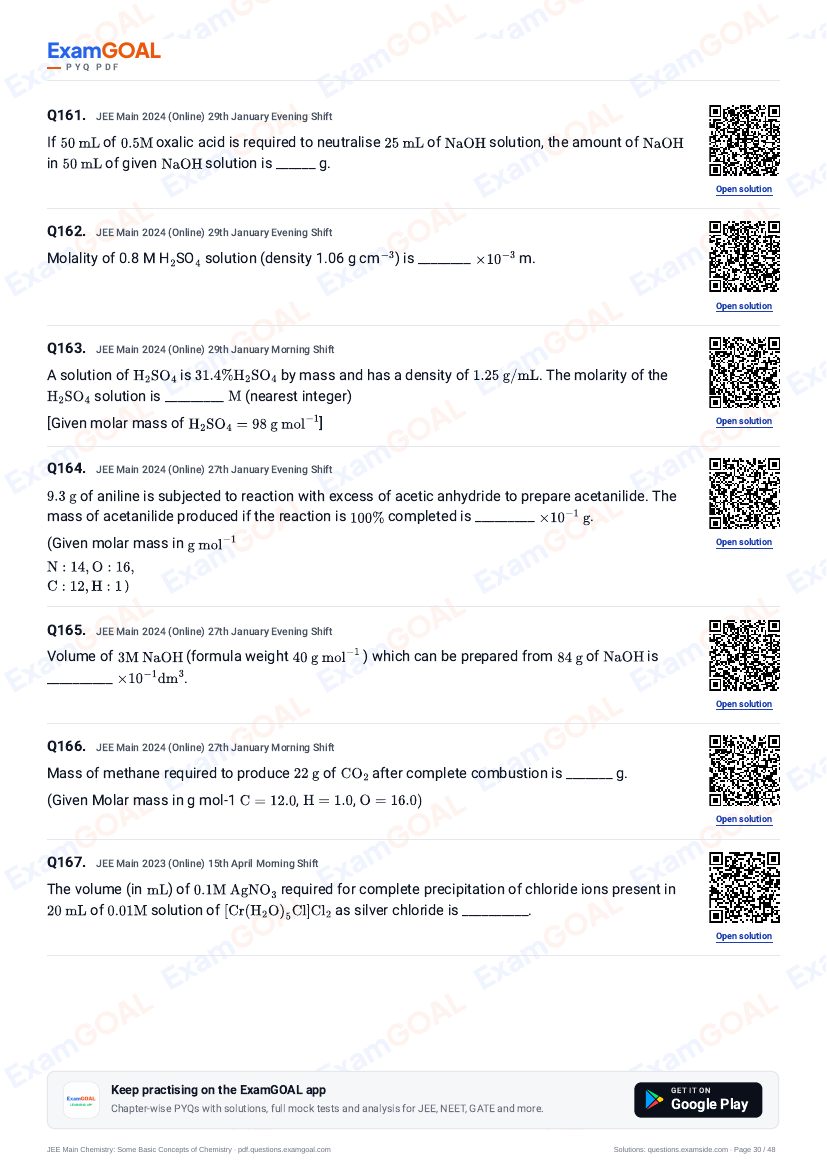 ExamGOAL
PYQ PDF
Q161. JEE Main 2024 (Online) 29th January Evening Shift
If 50 mL of 0.5M oxalic acid is required to neutralise 25 mL of NaOH solution, the amount of NaOH
in 50 mL of given NaOH solution is ______ g.
Open solution
Q162. JEE Main 2024 (Online) 29th January Evening Shift
Molality of 0.8 M H₂SO₄ solution (density 1.06 g cm⁻³) is ________ ×10⁻³ m.
Open solution
Q163. JEE Main 2024 (Online) 29th January Morning Shift
A solution of H₂SO₄ is 31.4%H₂SO₄ by mass and has a density of 1.25 g/mL. The molarity of the
H₂SO₄ solution is _________ M (nearest integer)
[Given molar mass of H₂SO₄ = 98 g mol⁻¹]
Open solution
Q164. JEE Main 2024 (Online) 27th January Evening Shift
9.3 g of aniline is subjected to reaction with excess of acetic anhydride to prepare acetanilide. The
mass of acetanilide produced if the reaction is 100% completed is _________ ×10⁻¹ g.
(Given molar mass in g mol⁻¹
N : 14, O : 16,
C : 12, H : 1)
Open solution
Q165. JEE Main 2024 (Online) 27th January Evening Shift
Volume of 3M NaOH (formula weight 40 g mol⁻¹ ) which can be prepared from 84 g of NaOH is
__________ ×10⁻¹dm³.
Open solution
Q166. JEE Main 2024 (Online) 27th January Morning Shift
Mass of methane required to produce 22 g of CO₂ after complete combustion is _______ g.
(Given Molar mass in g mol-1 C = 12.0, H = 1.0, O = 16.0)
Open solution
Q167. JEE Main 2023 (Online) 15th April Morning Shift
The volume (in mL) of 0.1M AgNO₃ required for complete precipitation of chloride ions present in
20 mL of 0.01M solution of [Cr(H₂O)₅Cl]Cl₂ as silver chloride is __________.
Open solution
ExamGOAL
Keep practising on the ExamGOAL app
Chapter-wise PYQs with solutions, full mock tests and analysis for JEE, NEET, GATE and more.
GET IT ON
Google Play
JEE Main Chemistry: Some Basic Concepts of Chemistry · pdf.questions.examgoal.com
Solutions: questions.examside.com · Page 30 / 48